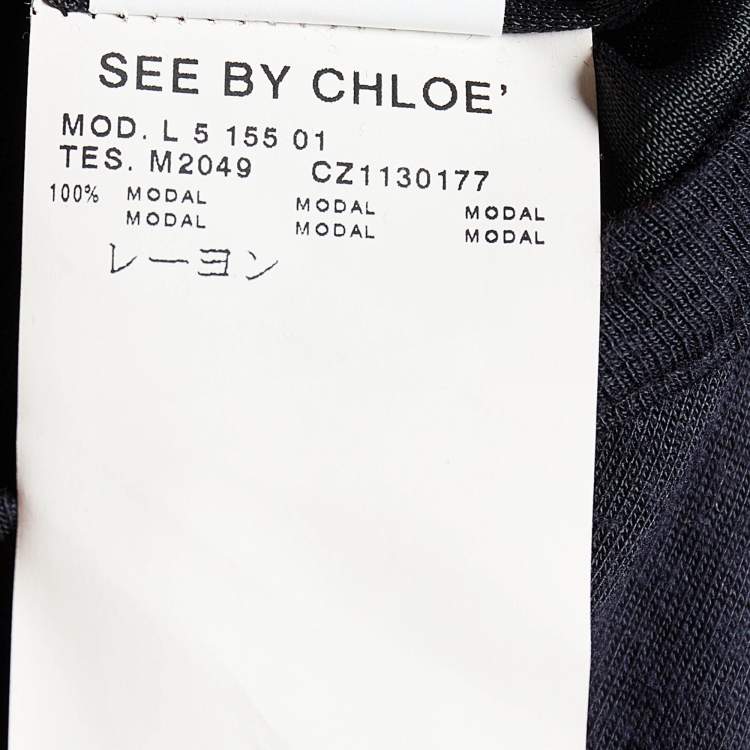 SEE BY CHLOE'
MOD. L 5 155 01
TES. M2049 CZ1130177
100% MODAL MODAL MODAL
MODAL MODAL MODAL
レーヨン